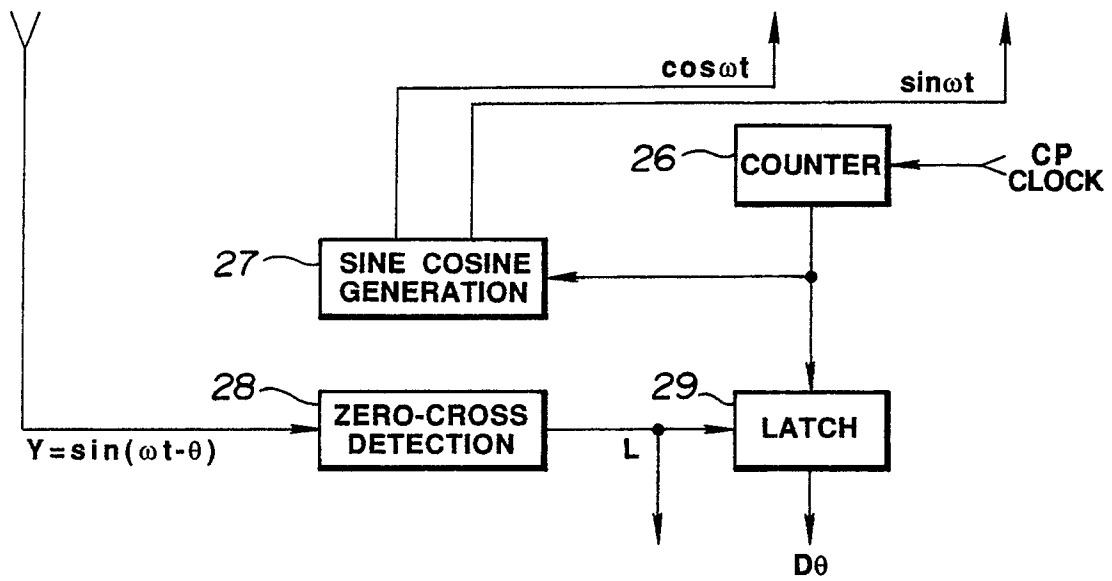 cosωt
sinωt
26
COUNTER
CP
CLOCK
27
SINE COSINE
GENERATION
28
ZERO-CROSS
DETECTION
29
LATCH
Y=sin(ωt-θ)
L
Dθ